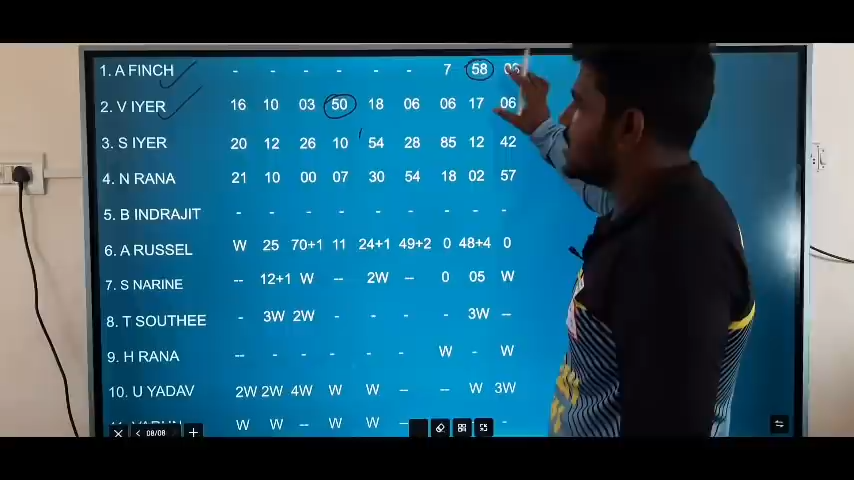 1. A FINCH - - - - - - 7 58
2. V IYER 16 10 03 50 18 06 06 17 06
3. S IYER 20 12 26 10 54 28 85 12 42
4. N RANA 21 10 00 07 30 54 18 02 57
5. B INDRAJIT - - - - - - - - -
6. A RUSSEL W 25 70+1 11 24+1 49+2 0 48+4 0
7. S NARINE -- 12+1 W -- 2W -- 0 05 W
8. T SOUTHEE - 3W 2W - - - - 3W --
9. H RANA -- - - - - - W - W
10. U YADAV 2W 2W 4W W W -- -- W 3W
W W -- W W
08/08